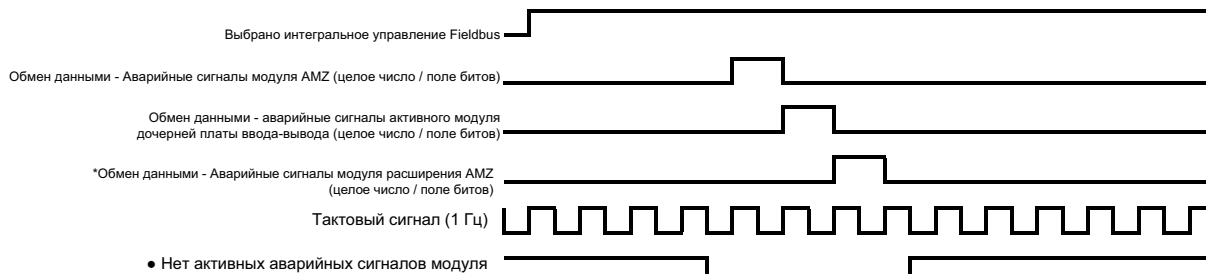 Выбрано интегральное управление Fieldbus
Обмен данными - Аварийные сигналы модуля AMZ (целое число / поле битов)
Обмен данными - аварийные сигналы активного модуля
дочерней платы ввода-вывода (целое число / поле битов)
*Обмен данными - Аварийные сигналы модуля расширения AMZ
(целое число / поле битов)
Тактовый сигнал (1 Гц)
● Нет активных аварийных сигналов модуля